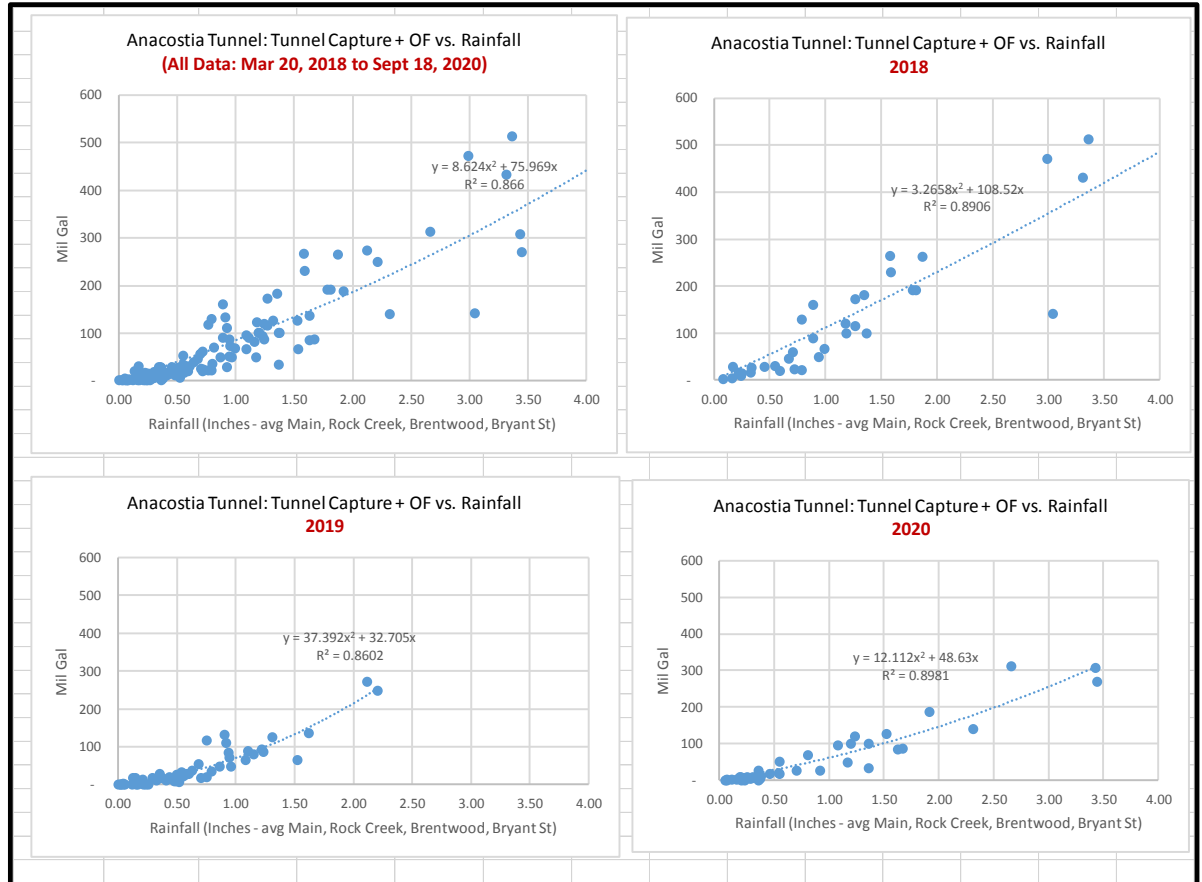 Anacostia Tunnel: Tunnel Capture + OF vs. Rainfall
(All Data: Mar 20, 2018 to Sept 18, 2020)
600
500
400
300
200
100
-
Mil Gal
y = 8.624x² + 75.969x
R² = 0.866
0.00 0.50 1.00 1.50 2.00 2.50 3.00 3.50 4.00
Rainfall (Inches - avg Main, Rock Creek, Brentwood, Bryant St)
Anacostia Tunnel: Tunnel Capture + OF vs. Rainfall
2018
600
500
400
300
200
100
-
Mil Gal
y = 3.2658x² + 108.52x
R² = 0.8906
0.00 0.50 1.00 1.50 2.00 2.50 3.00 3.50 4.00
Rainfall (Inches - avg Main, Rock Creek, Brentwood, Bryant St)
Anacostia Tunnel: Tunnel Capture + OF vs. Rainfall
2019
600
500
400
300
200
100
-
Mil Gal
y = 37.392x² + 32.705x
R² = 0.8602
0.00 0.50 1.00 1.50 2.00 2.50 3.00 3.50 4.00
Rainfall (Inches - avg Main, Rock Creek, Brentwood, Bryant St)
Anacostia Tunnel: Tunnel Capture + OF vs. Rainfall
2020
600
500
400
300
200
100
-
Mil Gal
y = 12.112x² + 48.63x
R² = 0.8981
0.00 0.50 1.00 1.50 2.00 2.50 3.00 3.50 4.00
Rainfall (Inches - avg Main, Rock Creek, Brentwood, Bryant St)